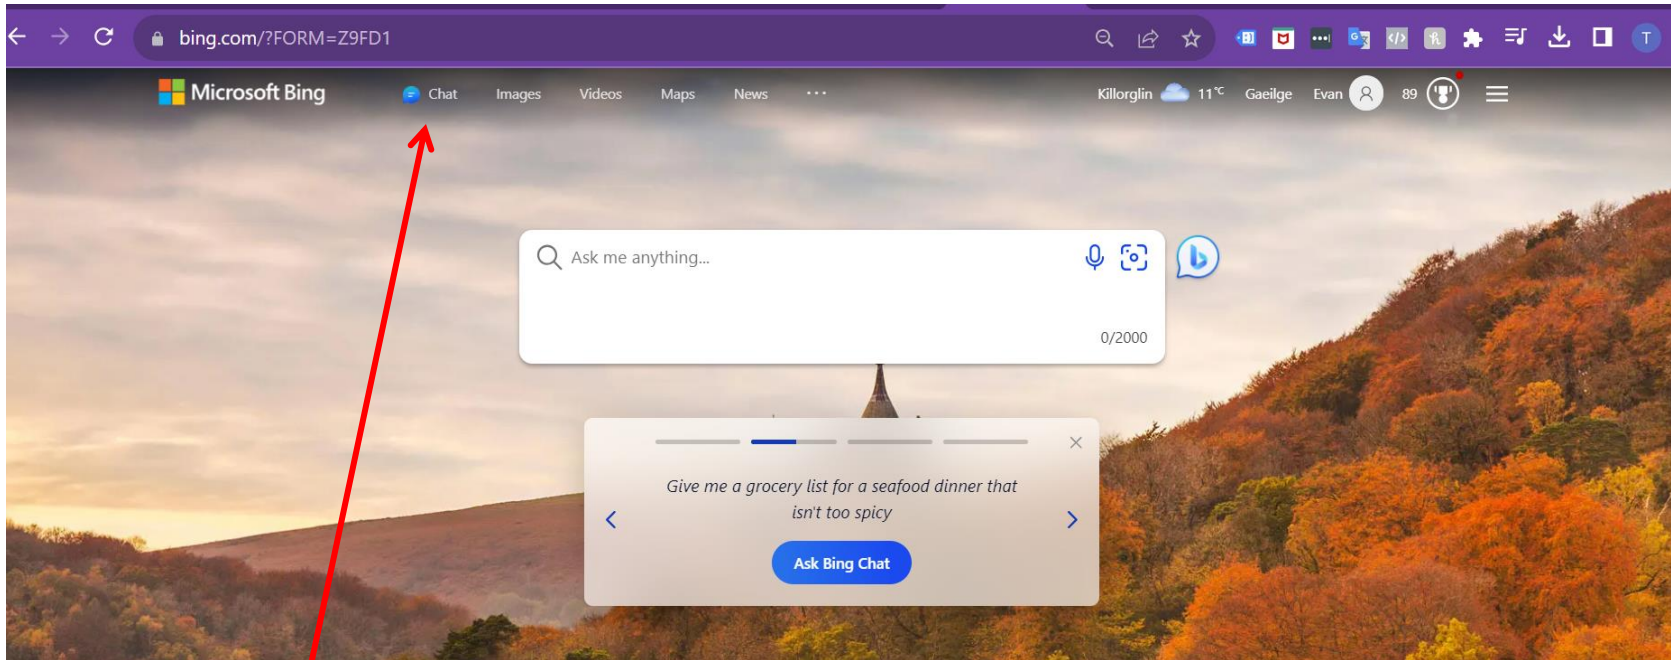 bing.com/?FORM=Z9FD1
T
Microsoft Bing
Chat Images Videos Maps News ...
Killorglin 11°C Gaeilge Evan 89
Ask me anything...
0/2000
Give me a grocery list for a seafood dinner that
isn't too spicy
Ask Bing Chat